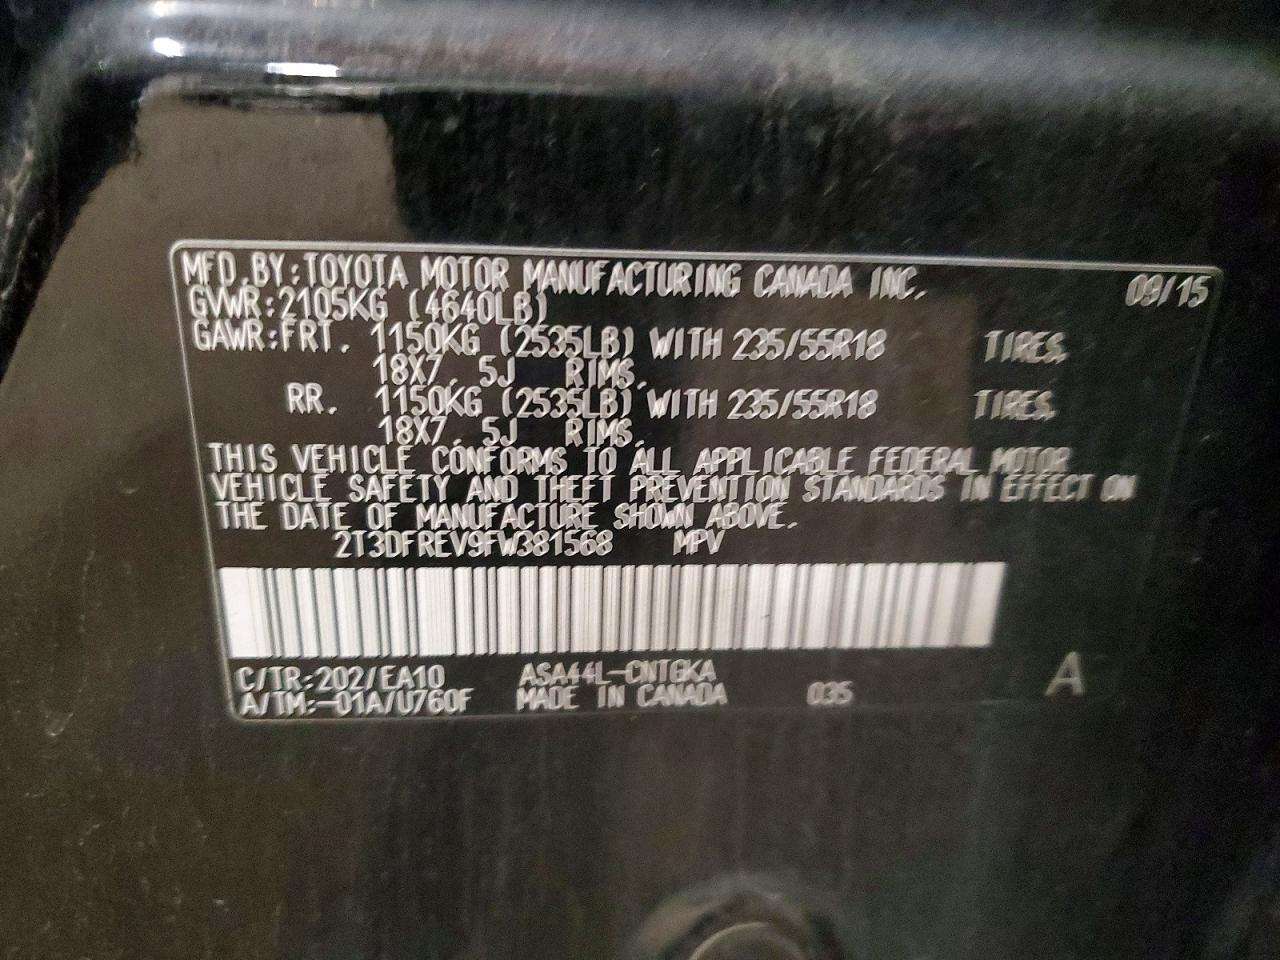 MFD.BY:TOYOTA MOTOR MANUFACTURING CANADA INC. 09/15
GVWR:2105KG (4640LB)
GAWR:FRT. 1150KG (2535LB) WITH 235/55R18 TIRES,
18X7.5J RIMS,
RR. 1150KG (2535LB) WITH 235/55R18 TIRES,
18X7.5J RIMS.
THIS VEHICLE CONFORMS TO ALL APPLICABLE FEDERAL MOTOR
VEHICLE SAFETY AND THEFT PREVENTION STANDARDS IN EFFECT ON
THE DATE OF MANUFACTURE SHOWN ABOVE.
2T3DFREV9FW381568 MPV
C/TR:202/EA10 ASA44L-CNTGKA
A/TM:-01A/U760F MADE IN CANADA 035 A